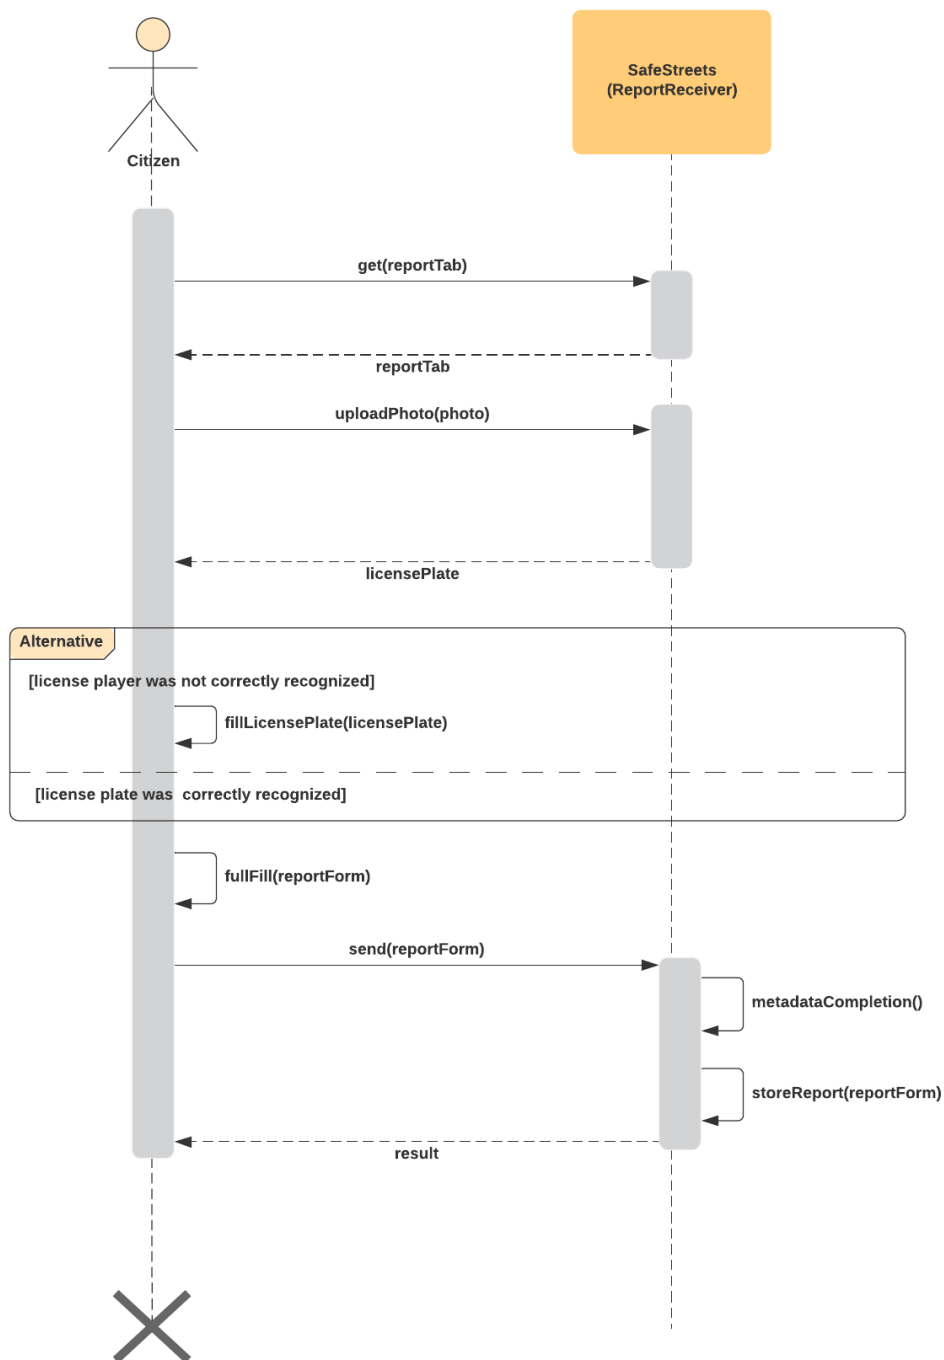 SafeStreets
(ReportReceiver)
Citizen
get(reportTab)
reportTab
uploadPhoto(photo)
licensePlate
Alternative
[license player was not correctly recognized]
fillLicensePlate(licensePlate)
[license plate was  correctly recognized]
fullFill(reportForm)
send(reportForm)
metadataCompletion()
storeReport(reportForm)
result